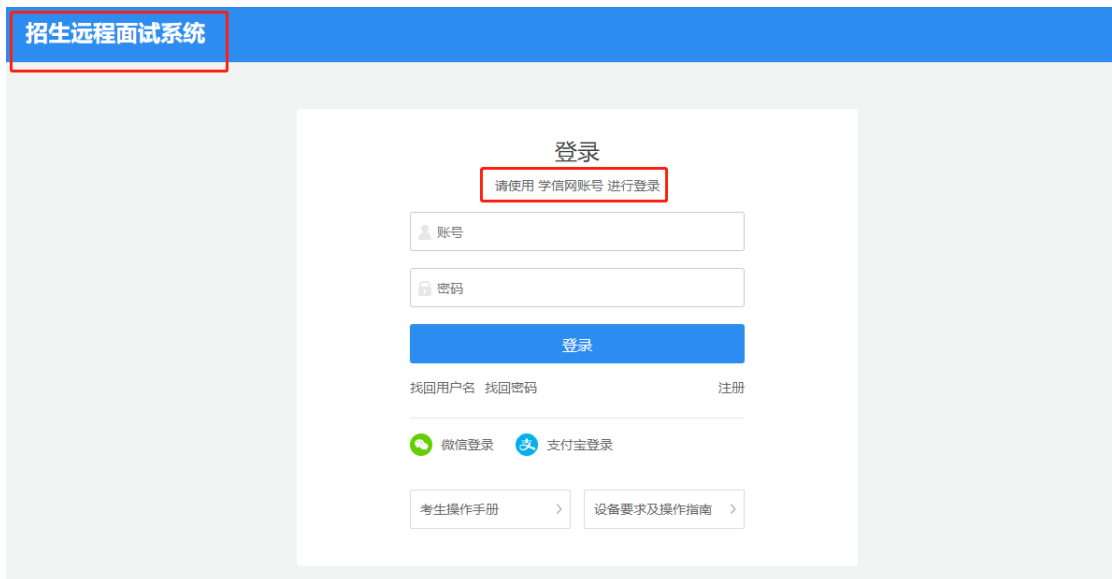 招生远程面试系统
登录
请使用 学信网账号 进行登录
账号
密码
登录
找回用户名 找回密码 注册
微信登录 支付宝登录
考生操作手册 设备要求及操作指南